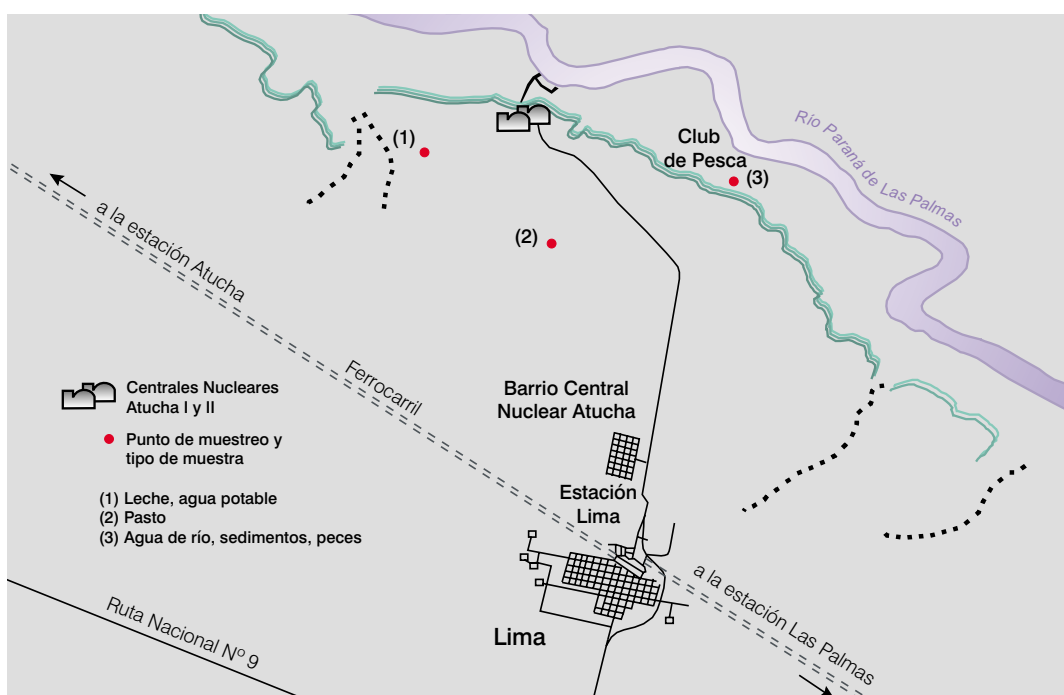 (1)
Club
de Pesca
(3)
Río Paraná de Las Palmas
(2)
a la estación Atucha
Ferrocarril
Centrales Nucleares
Atucha I y II
Punto de muestreo y
tipo de muestra
(1) Leche, agua potable
(2) Pasto
(3) Agua de río, sedimentos, peces
Barrio Central
Nuclear Atucha
Estación
Lima
Lima
a la estación Las Palmas
Ruta Nacional Nº 9